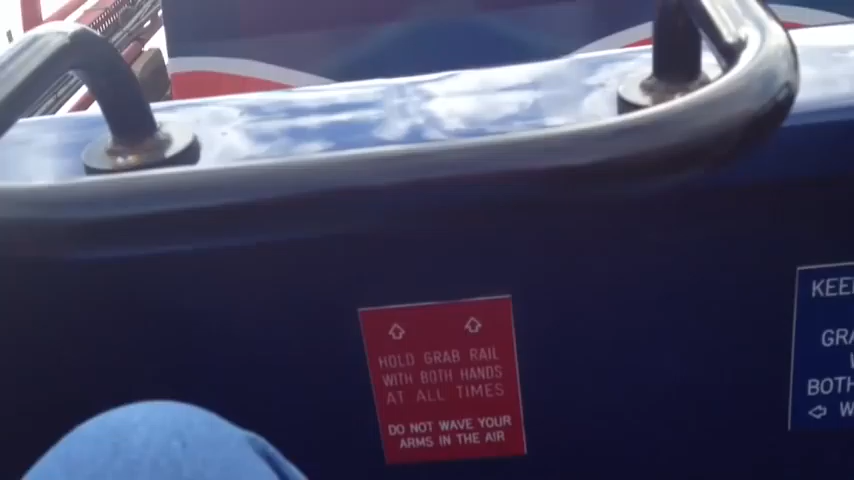 HOLD GRAB RAIL
WITH BOTH HANDS
AT ALL TIMES
DO NOT WAVE YOUR
ARMS IN THE AIR
KEE
GRA
W
BOTH
W